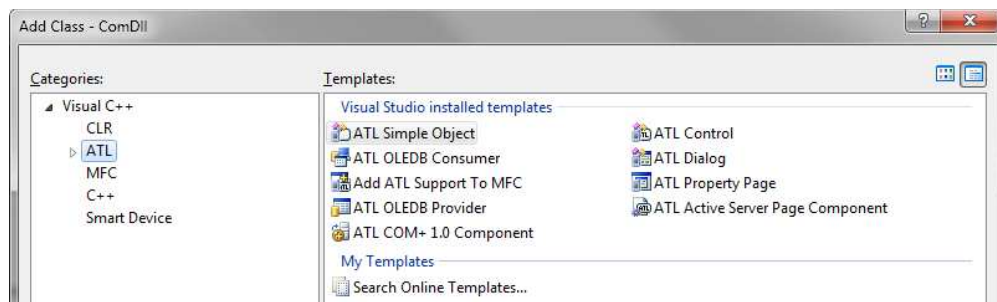 Add Class - ComDll
Categories:
Visual C++
CLR
ATL
MFC
C++
Smart Device
Templates:
Visual Studio installed templates
ATL Simple Object
ATL OLEDB Consumer
Add ATL Support To MFC
ATL OLEDB Provider
ATL COM+ 1.0 Component
ATL Control
ATL Dialog
ATL Property Page
ATL Active Server Page Component
My Templates
Search Online Templates...